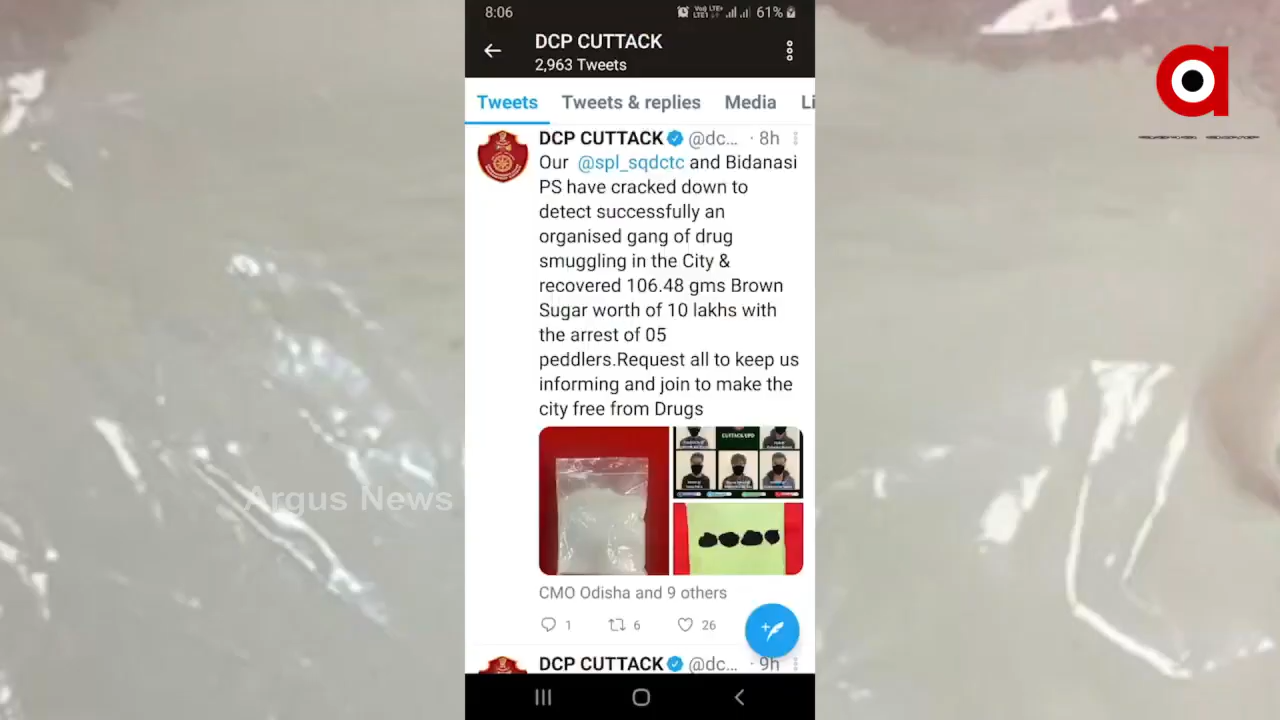 8:06
61%
DCP CUTTACK
2,963 Tweets
Tweets
Tweets & replies
Media
Li
DCP CUTTACK @dc... · 8h
Our @spl_sqdctc and Bidanasi
PS have cracked down to
detect successfully an
organised gang of drug
smuggling in the City &
recovered 106.48 gms Brown
Sugar worth of 10 lakhs with
the arrest of 05
peddlers.Request all to keep us
informing and join to make the
city free from Drugs
CUTTACK UPD
CMO Odisha and 9 others
1
6
26
DCP CUTTACK @dc... · 9h
Argus News
a